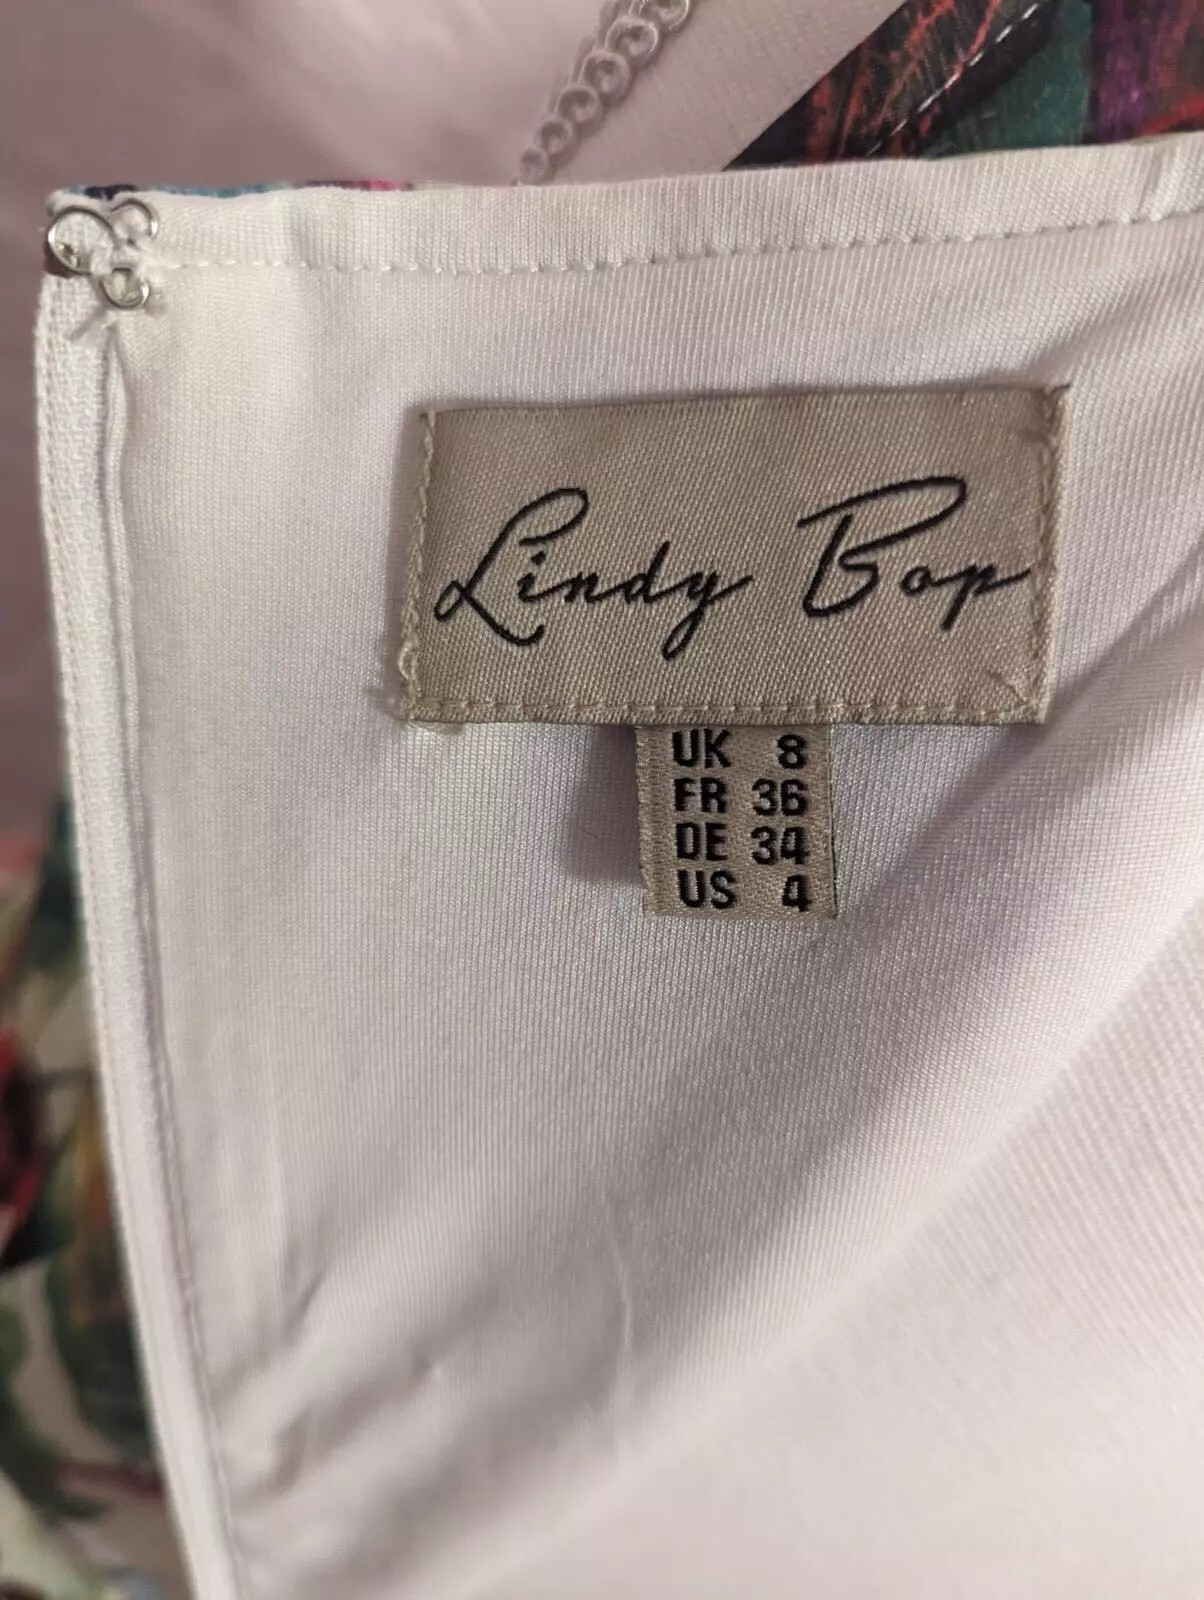 Lindy Bop
UK 8
FR 36
DE 34
US 4